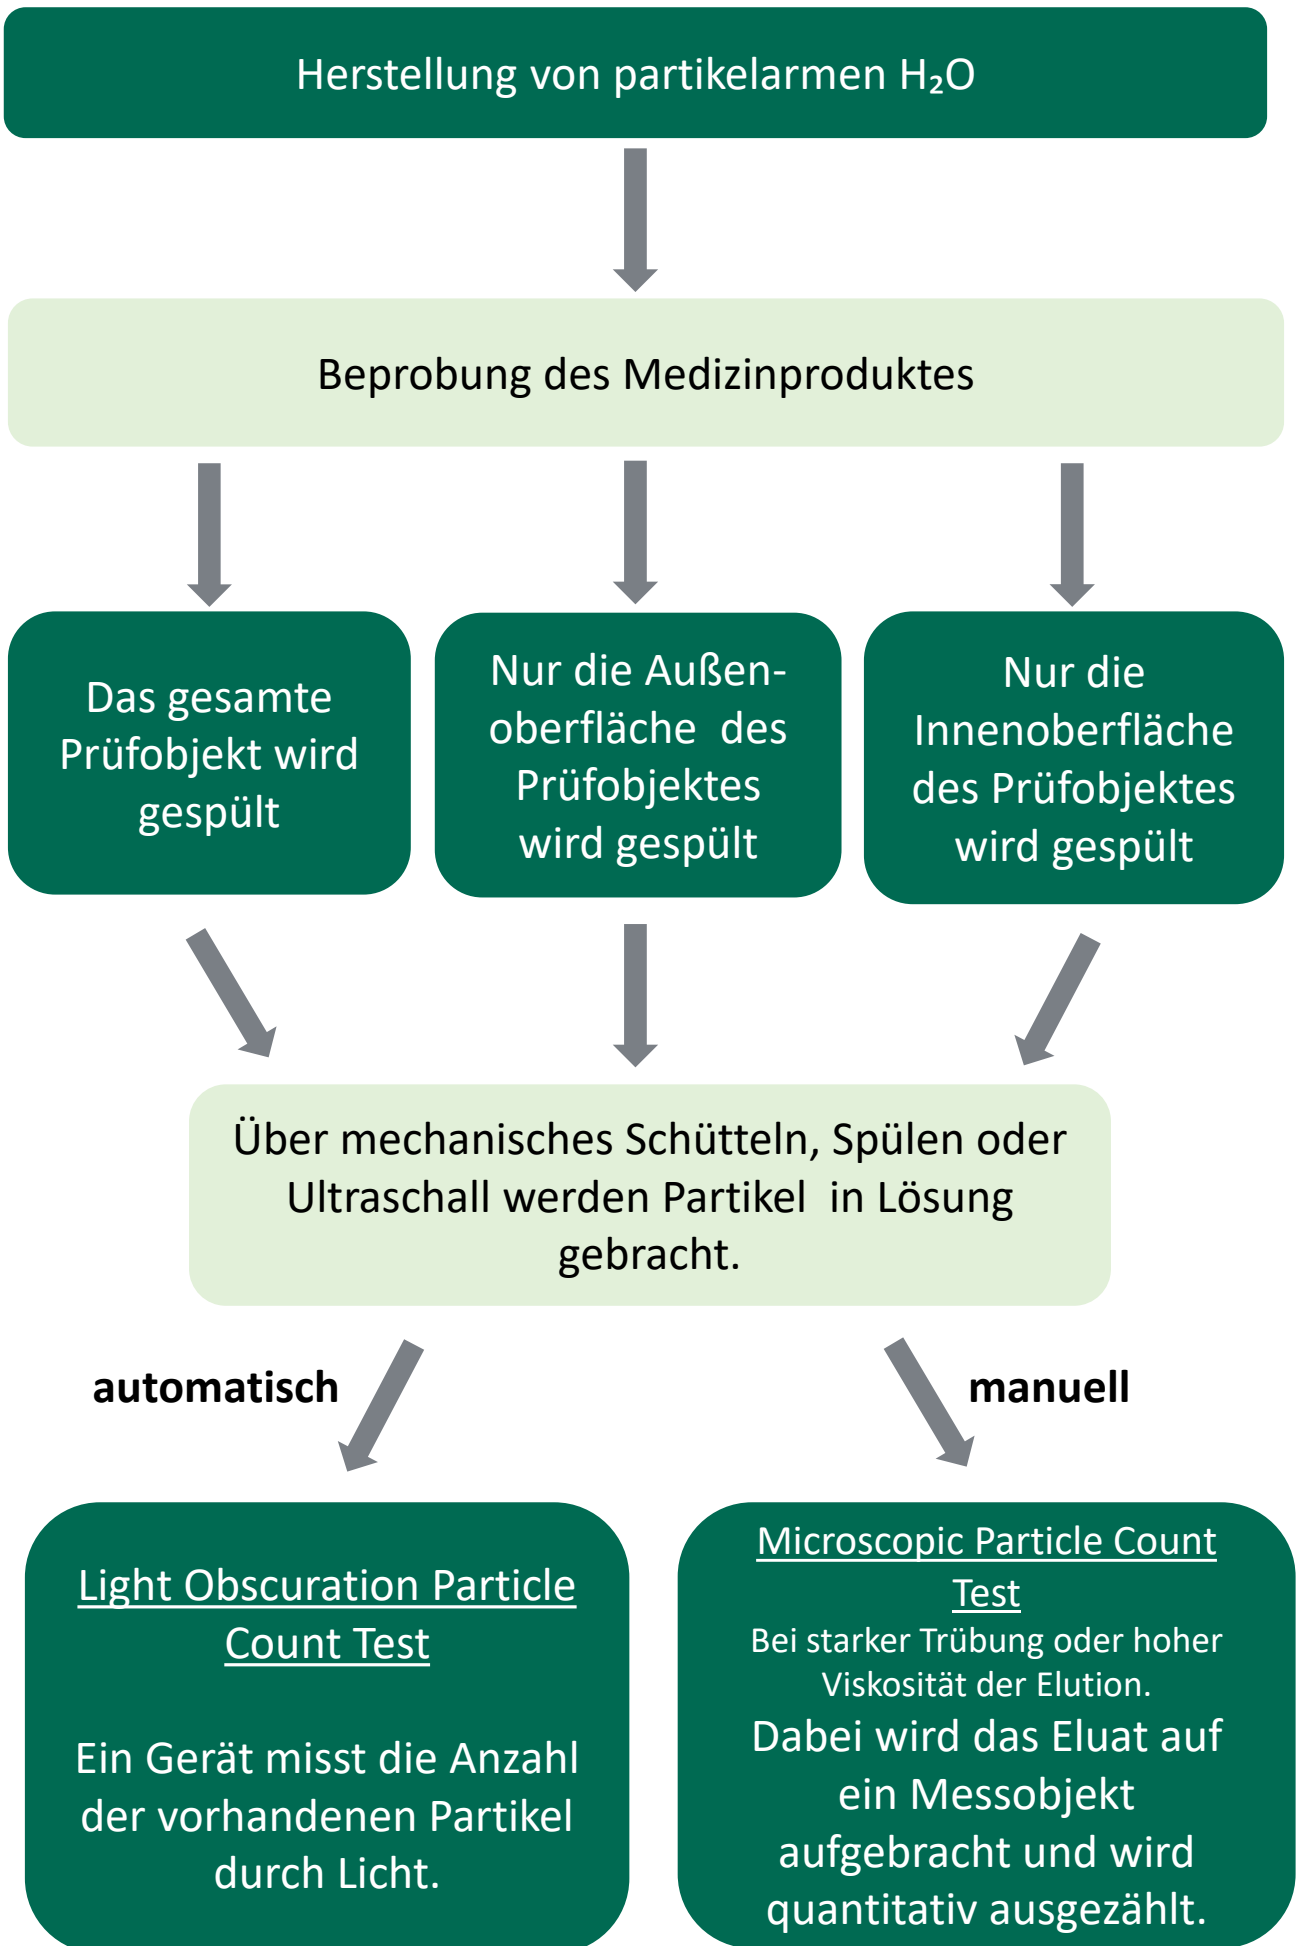 Herstellung von partikelarmen H₂O
Beprobung des Medizinproduktes
Das gesamte
Prüfobjekt wird
gespült
Nur die Außen-
oberfläche des
Prüfobjektes
wird gespült
Nur die
Innenoberfläche
des Prüfobjektes
wird gespült
Über mechanisches Schütteln, Spülen oder
Ultraschall werden Partikel in Lösung
gebracht.
automatisch
manuell
Light Obscuration Particle
Count Test
Ein Gerät misst die Anzahl
der vorhandenen Partikel
durch Licht.
Microscopic Particle Count
Test
Bei starker Trübung oder hoher
Viskosität der Elution.
Dabei wird das Eluat auf
ein Messobjekt
aufgebracht und wird
quantitativ ausgezählt.